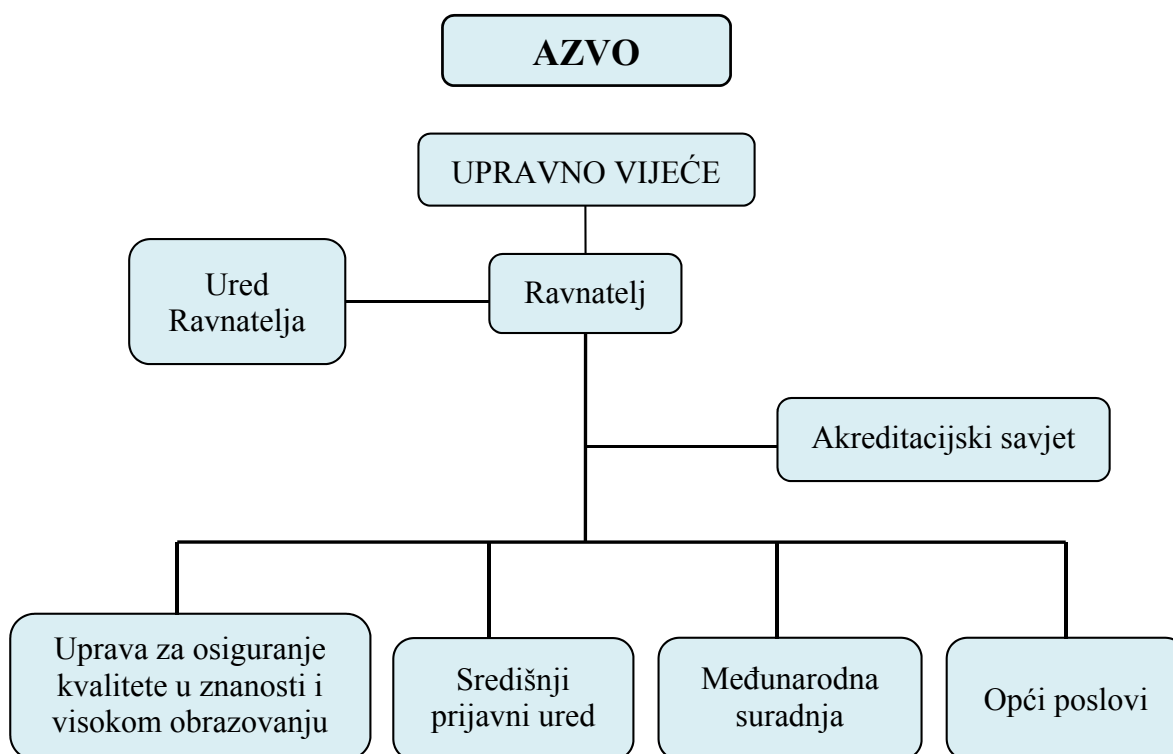 AZVO
UPRAVNO VIJEĆE
Ured
Ravnatelja
Ravnatelj
Akreditacijski savjet
Uprava za osiguranje
kvalitete u znanosti i
visokom obrazovanju
Središnji
prijavni ured
Međunarodna
suradnja
Opći poslovi